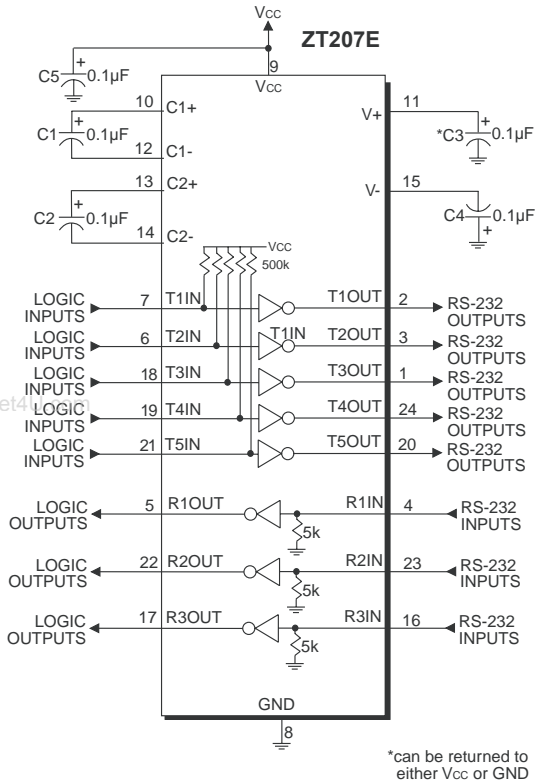 VCC
ZT207E
C5 + 0.1µF
9
VCC
10 C1+
C1 + 0.1µF
12 C1-
13 C2+
C2 + 0.1µF
14 C2-
V+ 11
+
*C3 0.1µF
V- 15
C4 0.1µF
+
VCC
500k
LOGIC INPUTS 7 T1IN T1OUT 2 RS-232 OUTPUTS
LOGIC INPUTS 6 T2IN T1IN T2OUT 3 RS-232 OUTPUTS
LOGIC INPUTS 18 T3IN T3OUT 1 RS-232 OUTPUTS
et4U.com
LOGIC INPUTS 19 T4IN T4OUT 24 RS-232 OUTPUTS
LOGIC INPUTS 21 T5IN T5OUT 20 RS-232 OUTPUTS
LOGIC OUTPUTS 5 R1OUT R1IN 4 RS-232 INPUTS
5k
LOGIC OUTPUTS 22 R2OUT R2IN 23 RS-232 INPUTS
5k
LOGIC OUTPUTS 17 R3OUT R3IN 16 RS-232 INPUTS
5k
GND
8
*can be returned to
either Vcc or GND